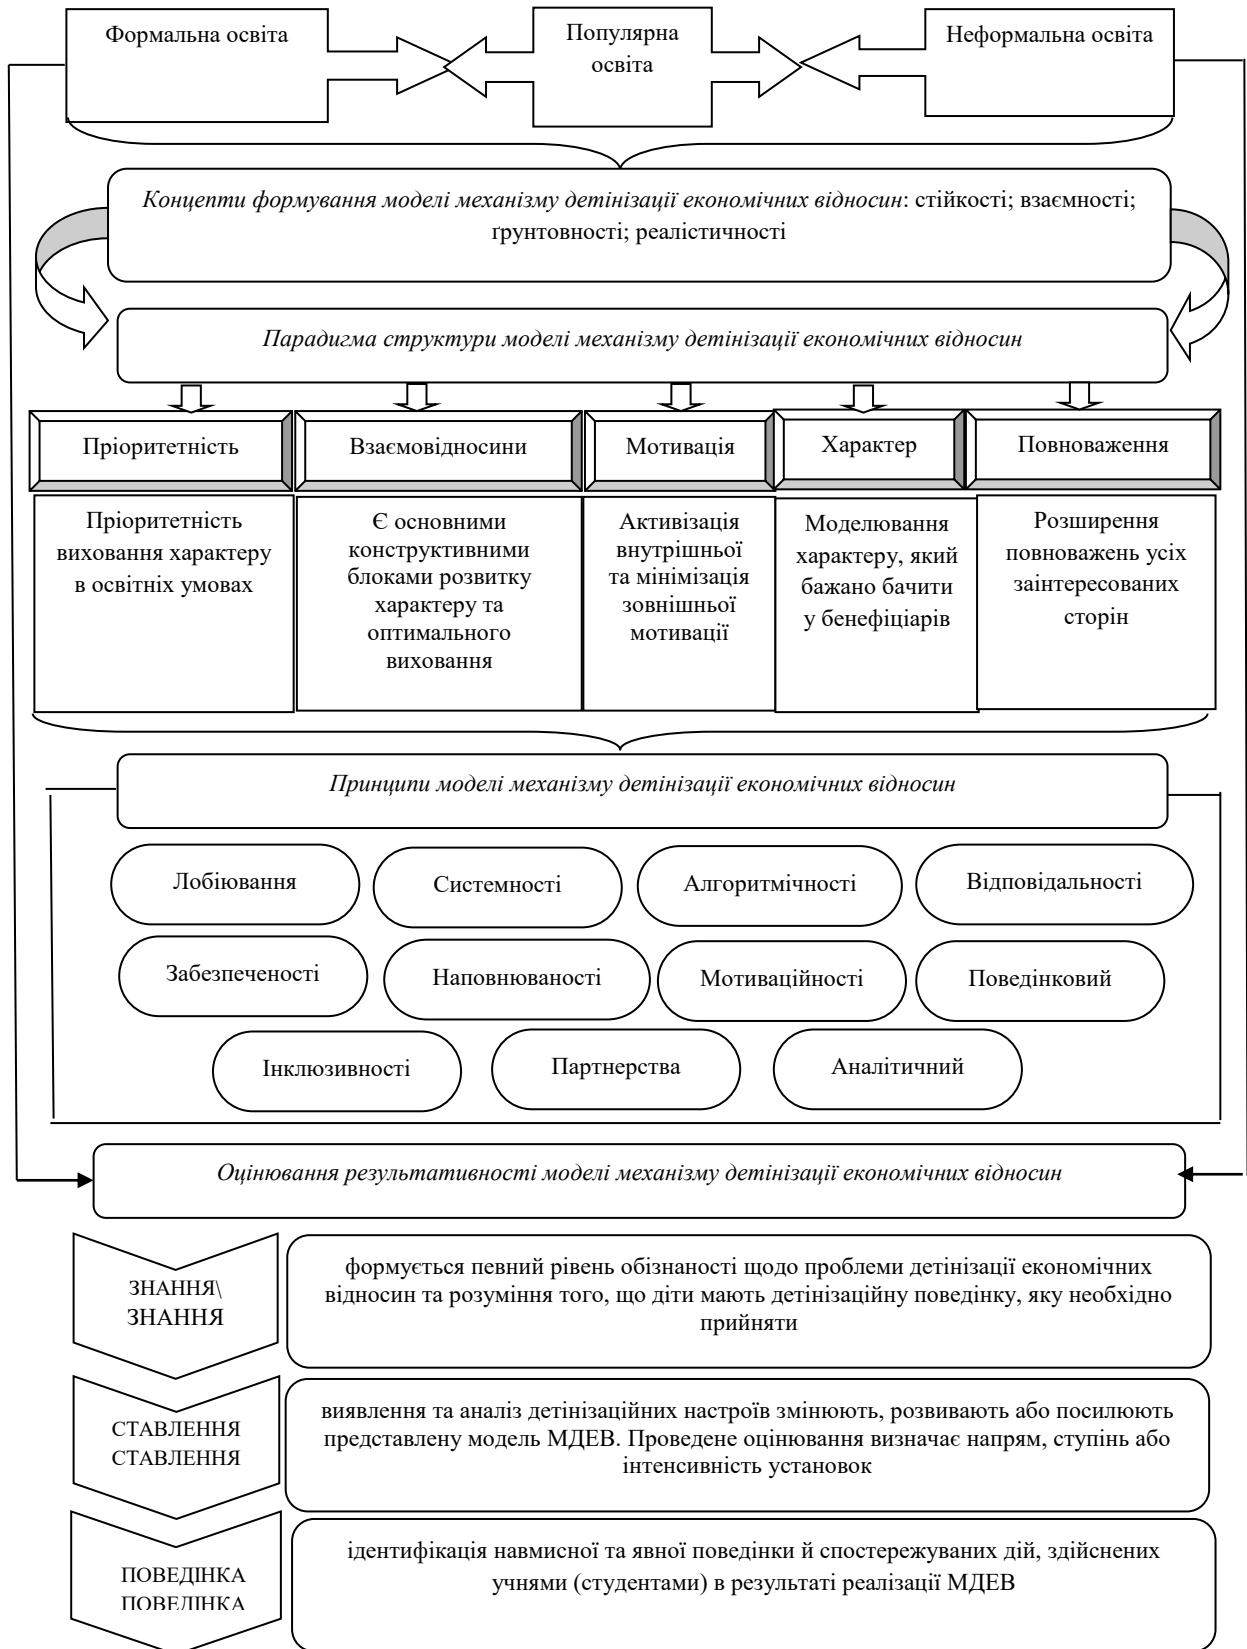 Формальна освіта
Популярна
освіта
Неформальна освіта
Концепти формування моделі механізму детінізації економічних відносин: стійкості; взаємності;
ґрунтовності; реалістичності
Парадигма структури моделі механізму детінізації економічних відносин
Пріоритетність
Взаємовідносини
Мотивація
Характер
Повноваження
Пріоритетність
виховання характеру
в освітніх умовах
Є основними
конструктивними
блоками розвитку
характеру та
оптимального
виховання
Активізація
внутрішньої
та мінімізація
зовнішньої
мотивації
Моделювання
характеру, який
бажано бачити
у бенефіціарів
Розширення
повноважень усіх
заінтересованих
сторін
Принципи моделі механізму детінізації економічних відносин
Лобіювання
Системності
Алгоритмічності
Відповідальності
Забезпеченості
Наповнюваності
Мотиваційності
Поведінковий
Інклюзивності
Партнерства
Аналітичний
Оцінювання результативності моделі механізму детінізації економічних відносин
ЗНАННЯ\
ЗНАННЯ
формується певний рівень обізнаності щодо проблеми детінізації економічних
відносин та розуміння того, що діти мають детінізаційну поведінку, яку необхідно
прийняти
СТАВЛЕННЯ
СТАВЛЕННЯ
виявлення та аналіз детінізаційних настроїв змінюють, розвивають або посилюють
представлену модель МДЕВ. Проведене оцінювання визначає напрям, ступінь або
інтенсивність установок
ПОВЕДІНКА
ПОВЕДІНКА
ідентифікація навмисної та явної поведінки й спостережуваних дій, здійснених
учнями (студентами) в результаті реалізації МДЕВ